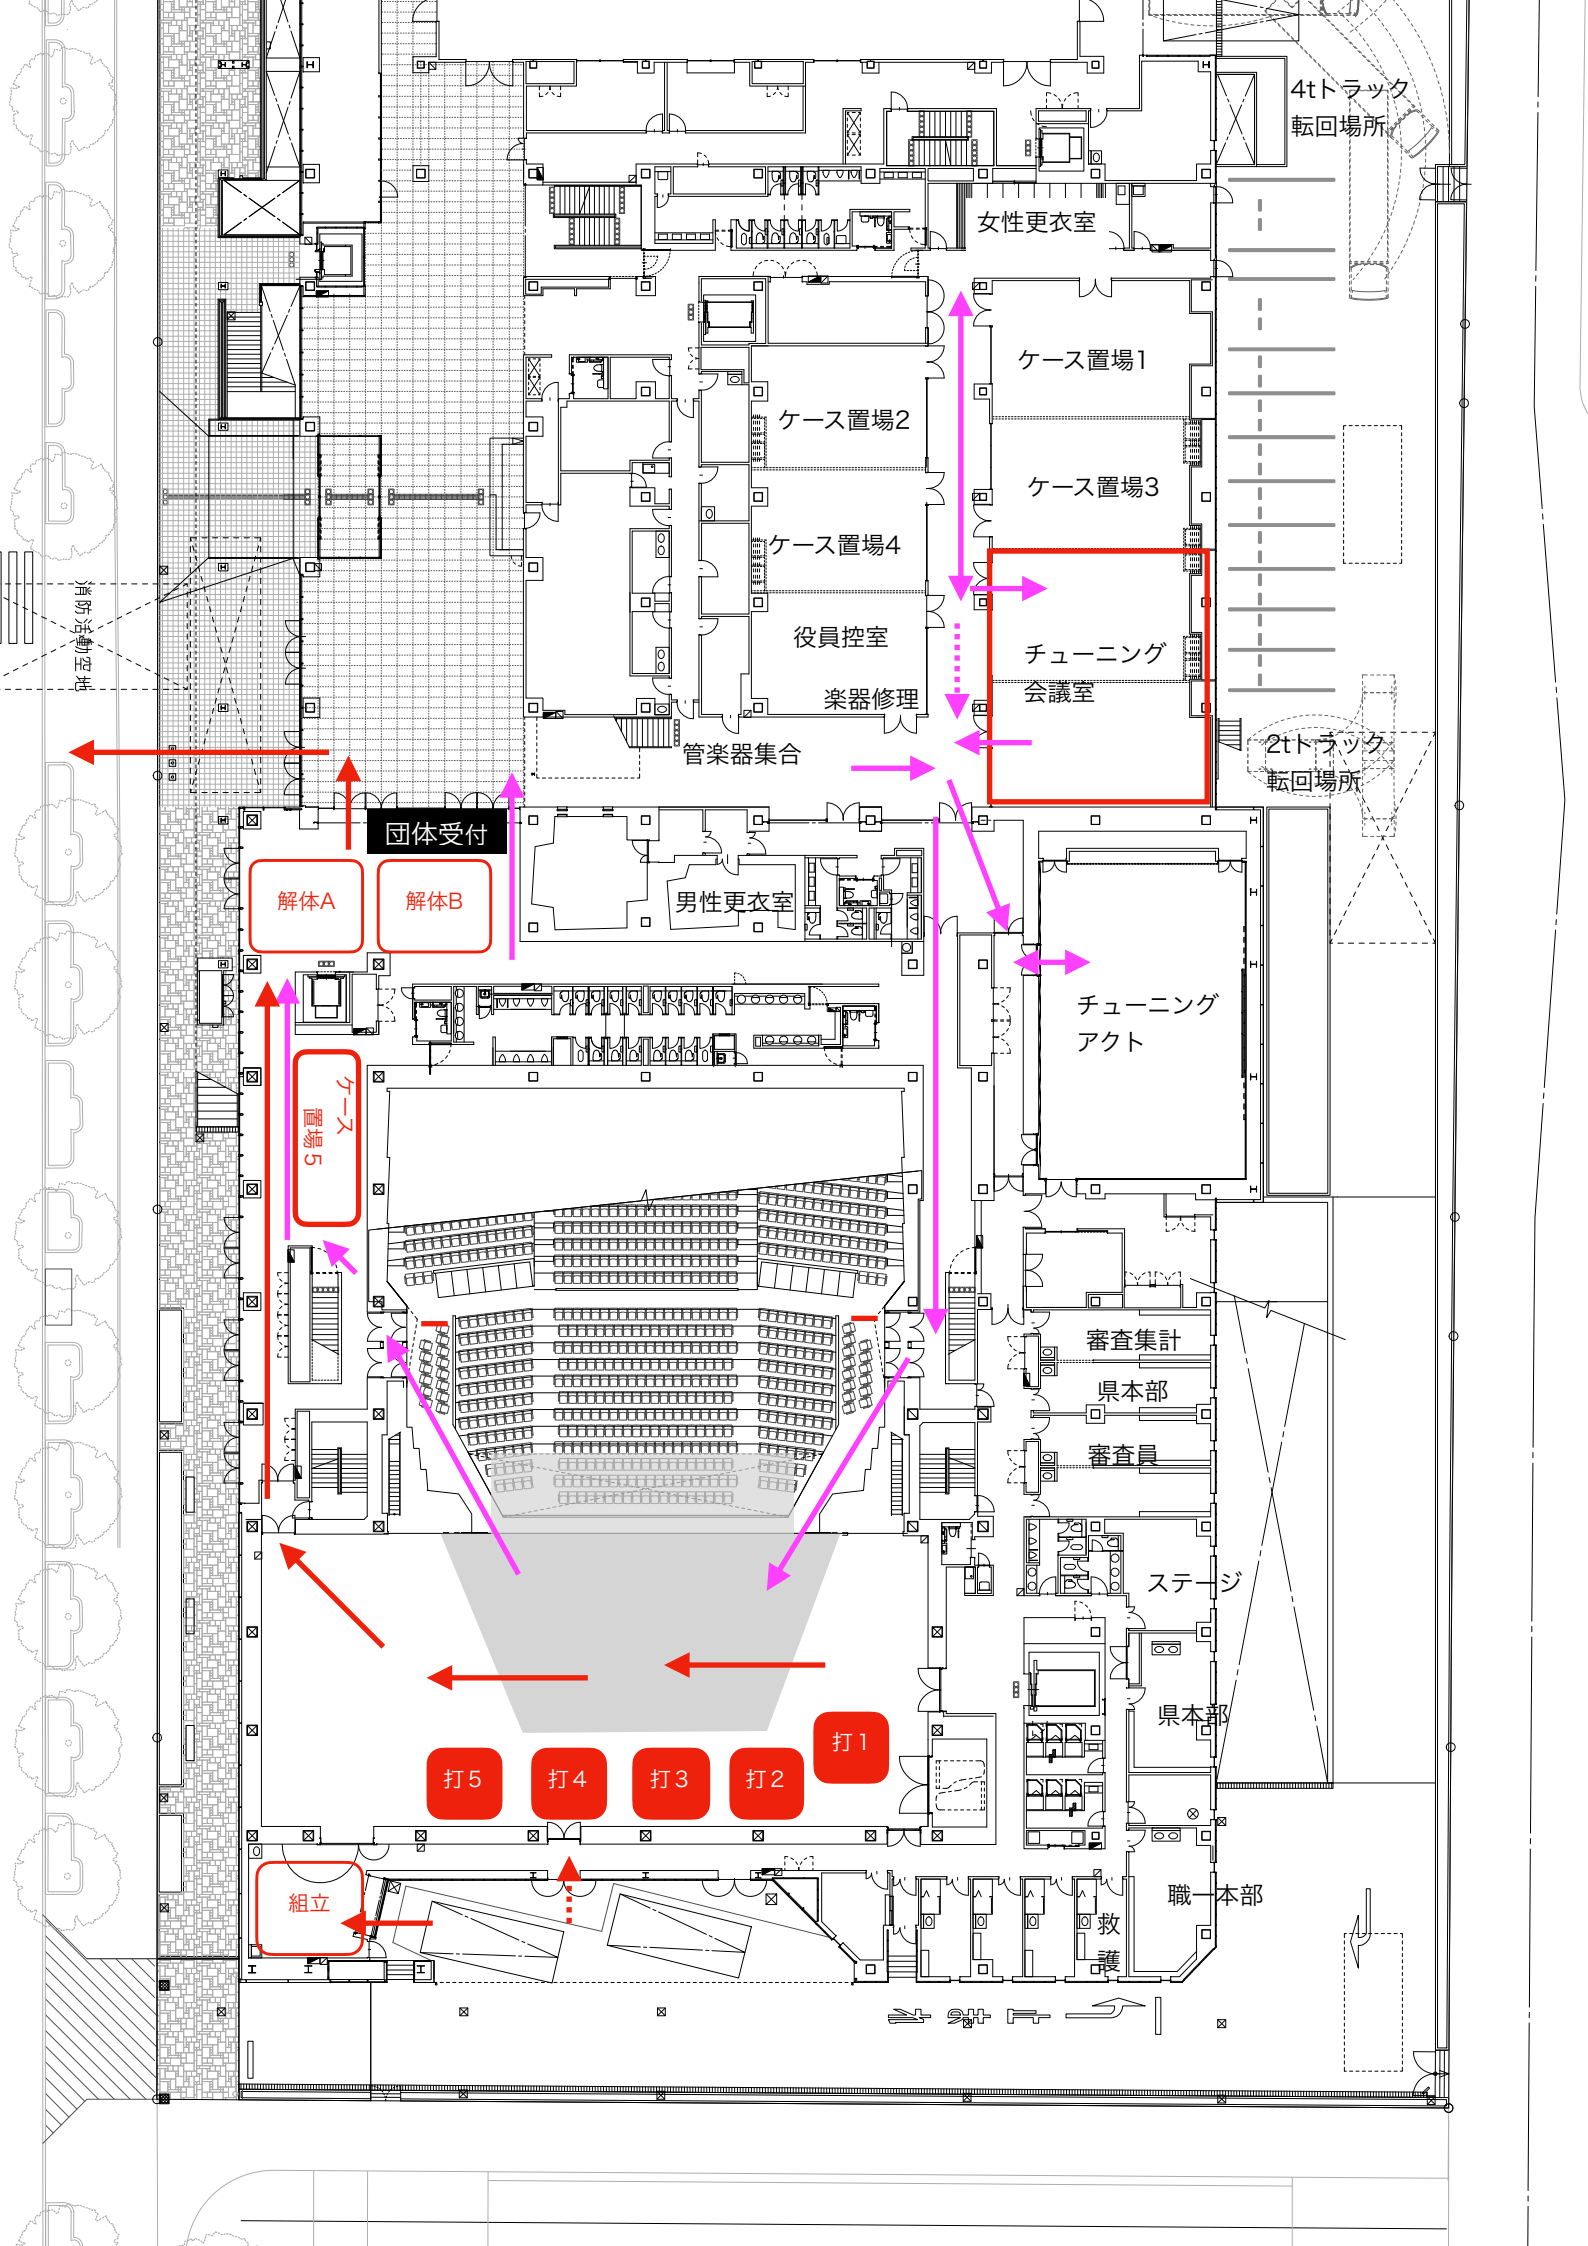 4tトラック
転回場所
女性更衣室
ケース置場1
ケース置場2
ケース置場3
ケース置場4
消防活動空地
役員控室
チューニング
会議室
楽器修理
管楽器集合
2tトラック
転回場所
団体受付
解体A
解体B
男性更衣室
チューニング
アクト
ケース
置場5
審査集計
県本部
審査員
ステージ
県本部
打1
打2
打3
打4
打5
組立
職一本部
救
護